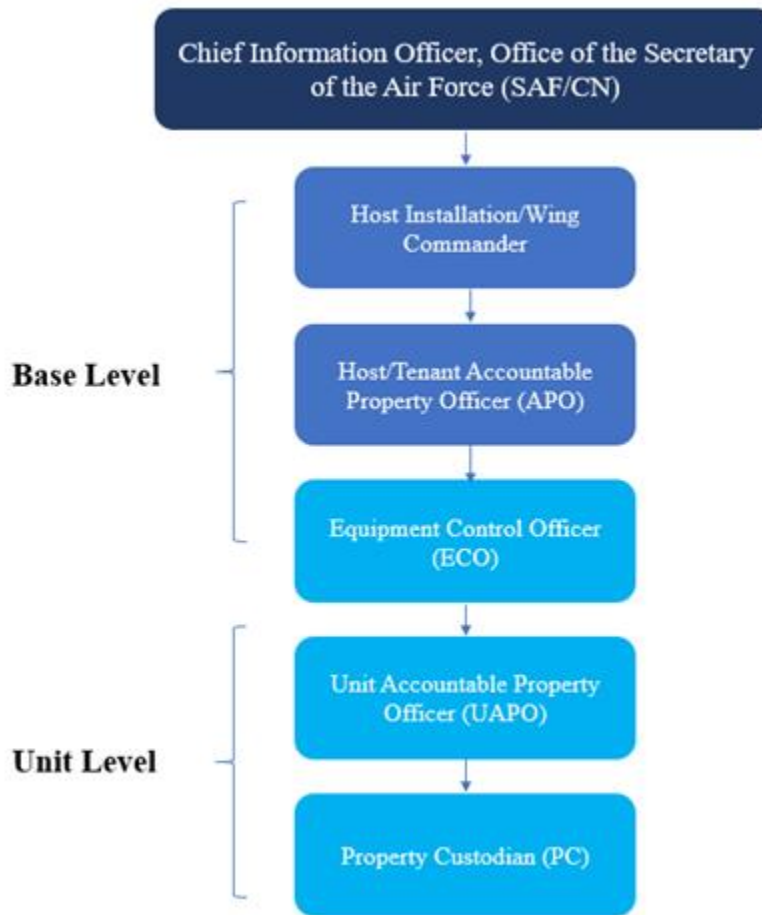 Chief Information Officer, Office of the Secretary
of the Air Force (SAF/CN)
Host Installation/Wing
Commander
Base Level
Host/Tenant Accountable
Property Officer (APO)
Equipment Control Officer
(ECO)
Unit Accountable Property
Officer (UAPO)
Unit Level
Property Custodian (PC)